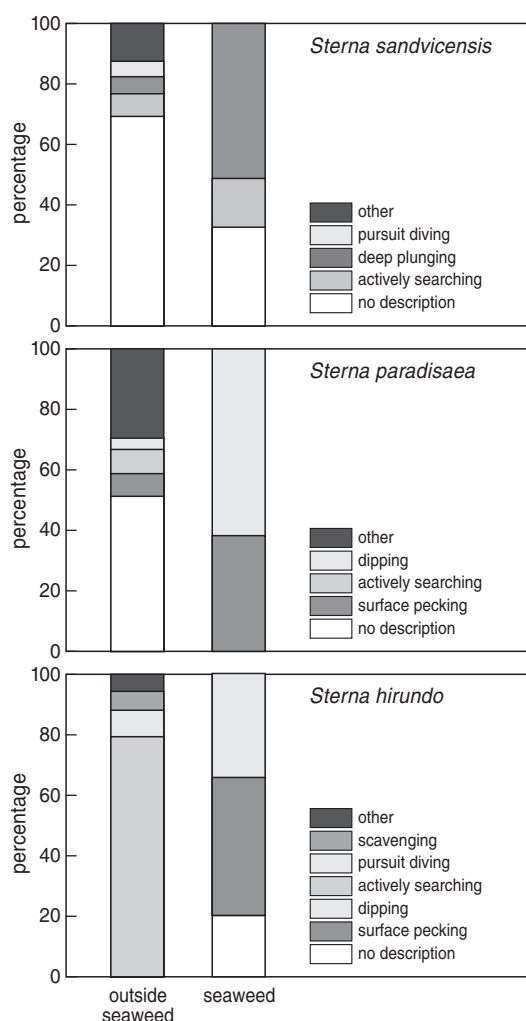 100
80
60
40
20
0
percentage
Sterna sandvicensis
other
pursuit diving
deep plunging
actively searching
no description
100
80
60
40
20
0
percentage
Sterna paradisaea
other
dipping
actively searching
surface pecking
no description
100
80
60
40
20
0
percentage
Sterna hirundo
other
scavenging
pursuit diving
actively searching
dipping
surface pecking
no description
outside
seaweed
seaweed